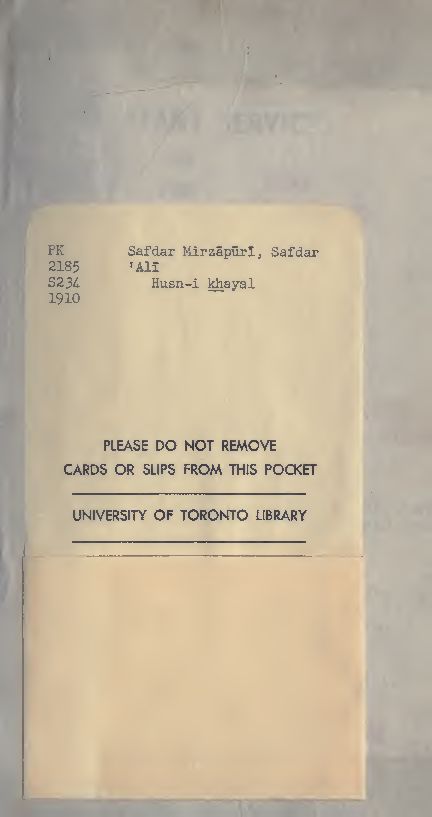 PK Safdar Mirzāpūrī, Safdar
2185 'Alī
S234 Husn-i khayal
1910
PLEASE DO NOT REMOVE
CARDS OR SLIPS FROM THIS POCKET
UNIVERSITY OF TORONTO LIBRARY